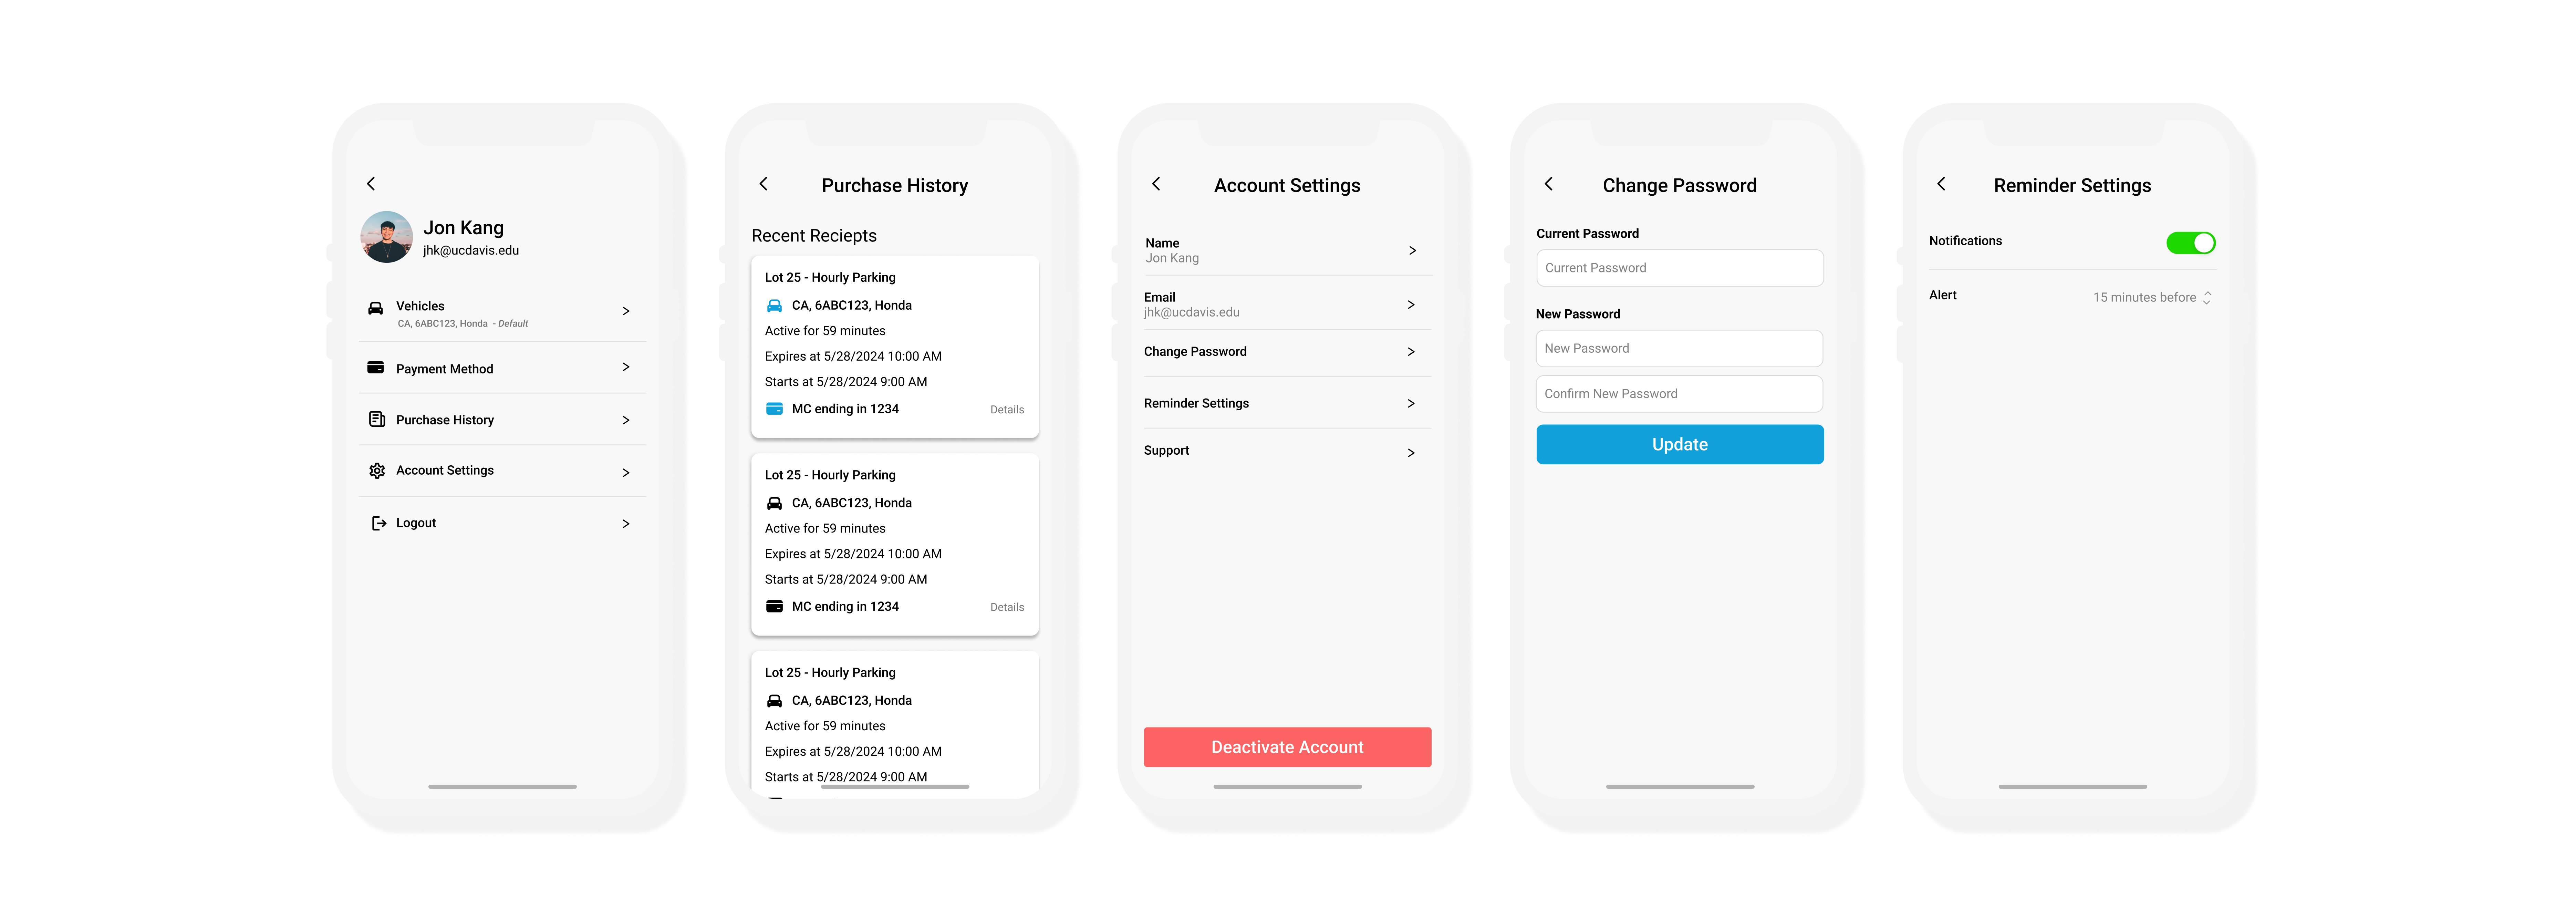 Jon Kang
jhk@ucdavis.edu
Vehicles
CA, 6ABC123, Honda - Default
Payment Method
Purchase History
Account Settings
Logout
Purchase History
Recent Reciepts
Lot 25 - Hourly Parking
CA, 6ABC123, Honda
Active for 59 minutes
Expires at 5/28/2024 10:00 AM
Starts at 5/28/2024 9:00 AM
MC ending in 1234 Details
Lot 25 - Hourly Parking
CA, 6ABC123, Honda
Active for 59 minutes
Expires at 5/28/2024 10:00 AM
Starts at 5/28/2024 9:00 AM
MC ending in 1234 Details
Lot 25 - Hourly Parking
CA, 6ABC123, Honda
Active for 59 minutes
Expires at 5/28/2024 10:00 AM
Starts at 5/28/2024 9:00 AM
Account Settings
Name
Jon Kang
Email
jhk@ucdavis.edu
Change Password
Reminder Settings
Support
Deactivate Account
Change Password
Current Password
Current Password
New Password
New Password
Confirm New Password
Update
Reminder Settings
Notifications
Alert 15 minutes before